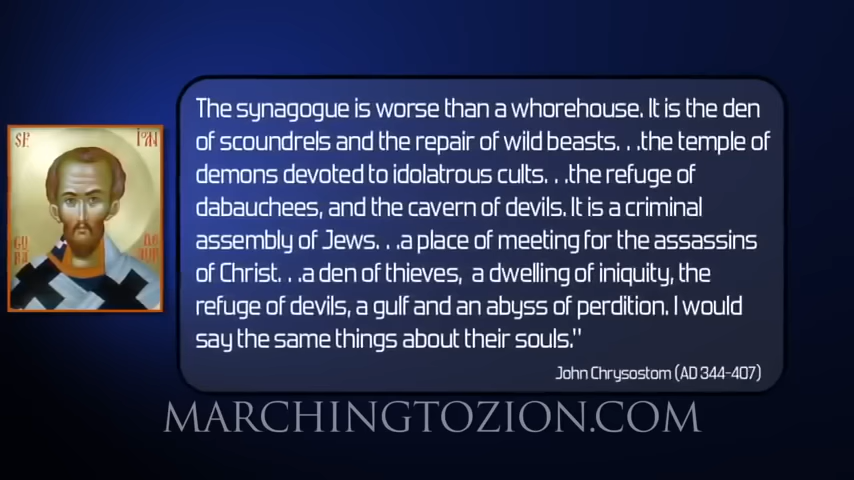 The synagogue is worse than a whorehouse. It is the den
of scoundrels and the repair of wild beasts. . .the temple of
demons devoted to idolatrous cults. . .the refuge of
dabauchees, and the cavern of devils. It is a criminal
assembly of Jews. . .a place of meeting for the assassins
of Christ. . .a den of thieves, a dwelling of iniquity, the
refuge of devils, a gulf and an abyss of perdition. I would
say the same things about their souls."
John Chrysostom (AD 344-407)
MARCHINGTOZION.COM